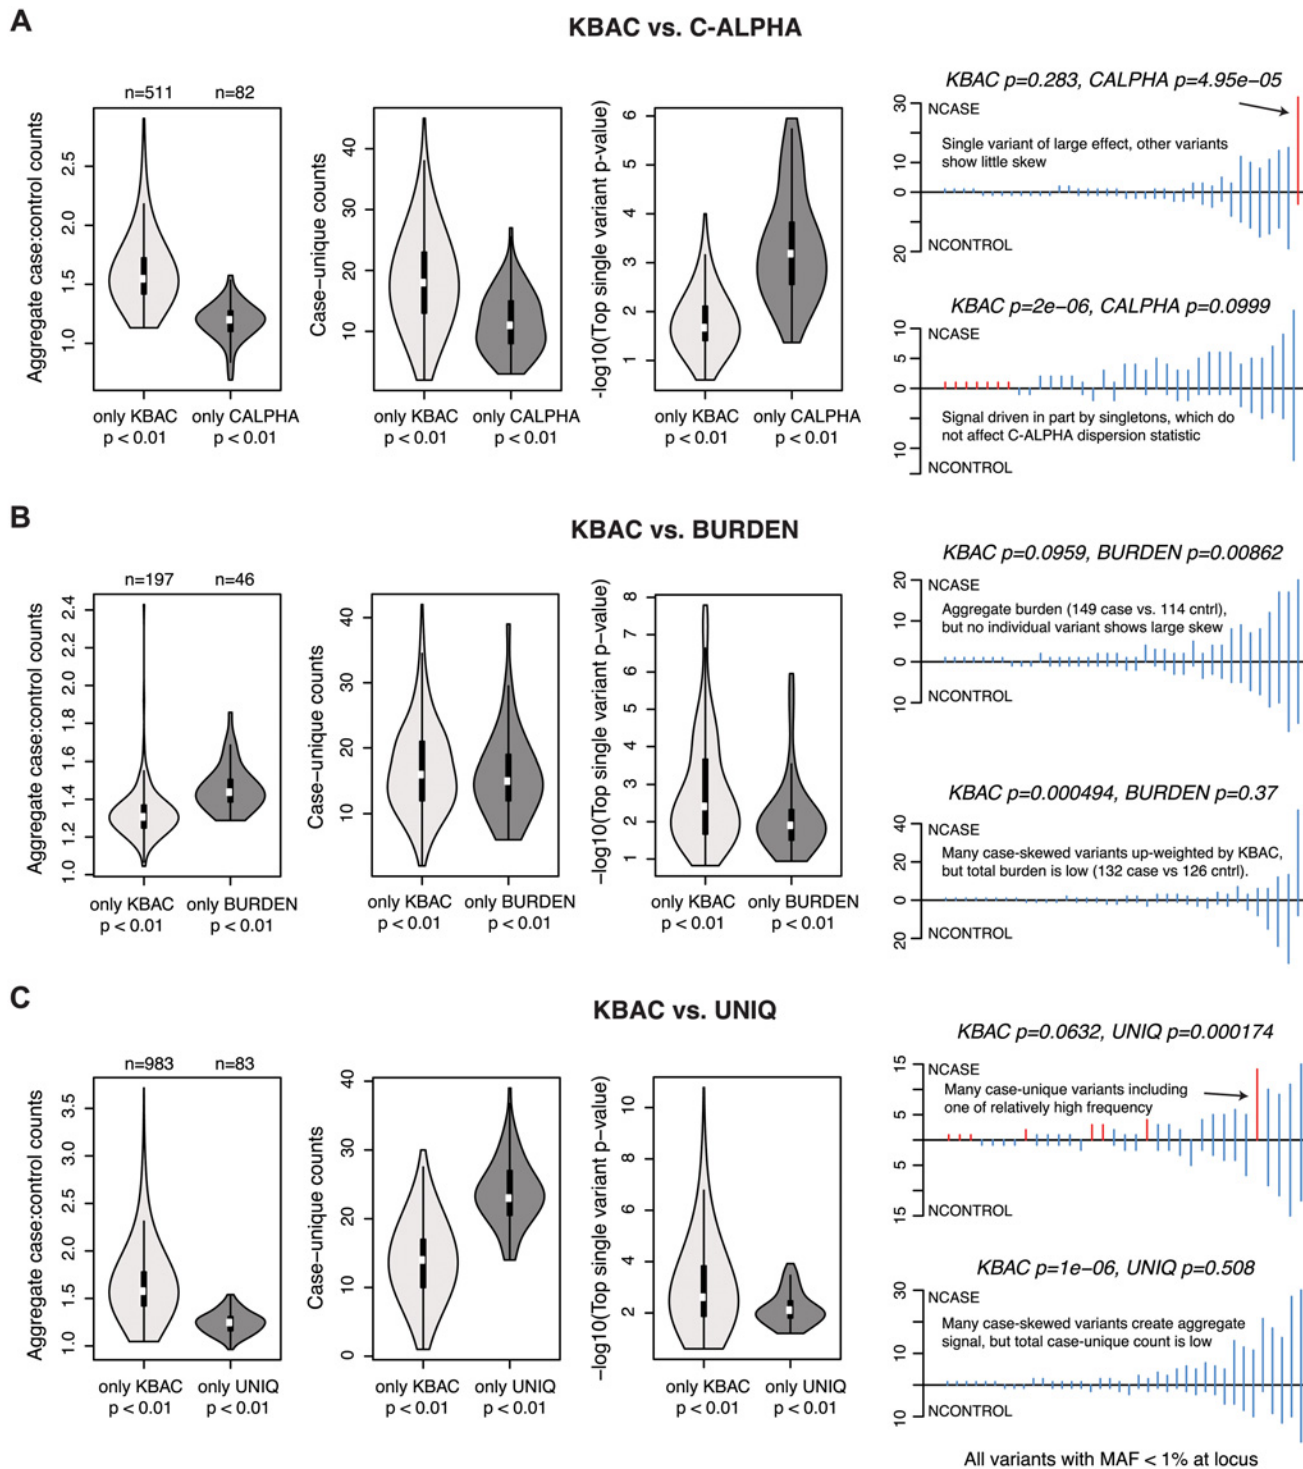 A
KBAC vs. C-ALPHA
n=511 n=82
Aggregate case:control counts
1.0 1.5 2.0 2.5
only KBAC only CALPHA
p < 0.01 p < 0.01
Case−unique counts
10 20 30 40
only KBAC only CALPHA
p < 0.01 p < 0.01
-log10(Top single variant p-value)
1 2 3 4 5 6
only KBAC only CALPHA
p < 0.01 p < 0.01
KBAC p=0.283, CALPHA p=4.95e−05
30
NCASE
Single variant of large effect, other variants
show little skew
10
0
NCONTROL
20
KBAC p=2e−06, CALPHA p=0.0999
10
NCASE
5
0
Signal driven in part by singletons, which do
not affect C-ALPHA dispersion statistic
10
NCONTROL
B
KBAC vs. BURDEN
n=197 n=46
Aggregate case:control counts
1.0 1.2 1.4 1.6 1.8 2.0 2.2 2.4
only KBAC only BURDEN
p < 0.01 p < 0.01
Case−unique counts
10 20 30 40
only KBAC only BURDEN
p < 0.01 p < 0.01
−log10(Top single variant p−value)
1 2 3 4 5 6 7 8
only KBAC only BURDEN
p < 0.01 p < 0.01
KBAC p=0.0959, BURDEN p=0.00862
20
NCASE
Aggregate burden (149 case vs. 114 cntrl),
but no individual variant shows large skew
10
0
NCONTROL
10
KBAC p=0.000494, BURDEN p=0.37
40
NCASE
Many case-skewed variants up-weighted by KBAC,
but total burden is low (132 case vs 126 cntrl).
20
0
NCONTROL
20
C
KBAC vs. UNIQ
n=983 n=83
Aggregate case:control counts
1.0 1.5 2.0 2.5 3.0 3.5
only KBAC only UNIQ
p < 0.01 p < 0.01
Case−unique counts
0 10 20 30 40
only KBAC only UNIQ
p < 0.01 p < 0.01
−log10(Top single variant p−value)
2 4 6 8 10
only KBAC only UNIQ
p < 0.01 p < 0.01
KBAC p=0.0632, UNIQ p=0.000174
15
NCASE
Many case-unique variants including
one of relatively high frequency
5
0
5
15
NCONTROL
KBAC p=1e−06, UNIQ p=0.508
30
NCASE
Many case-skewed variants create aggregate
signal, but total case-unique count is low
10
0
10
NCONTROL
All variants with MAF < 1% at locus